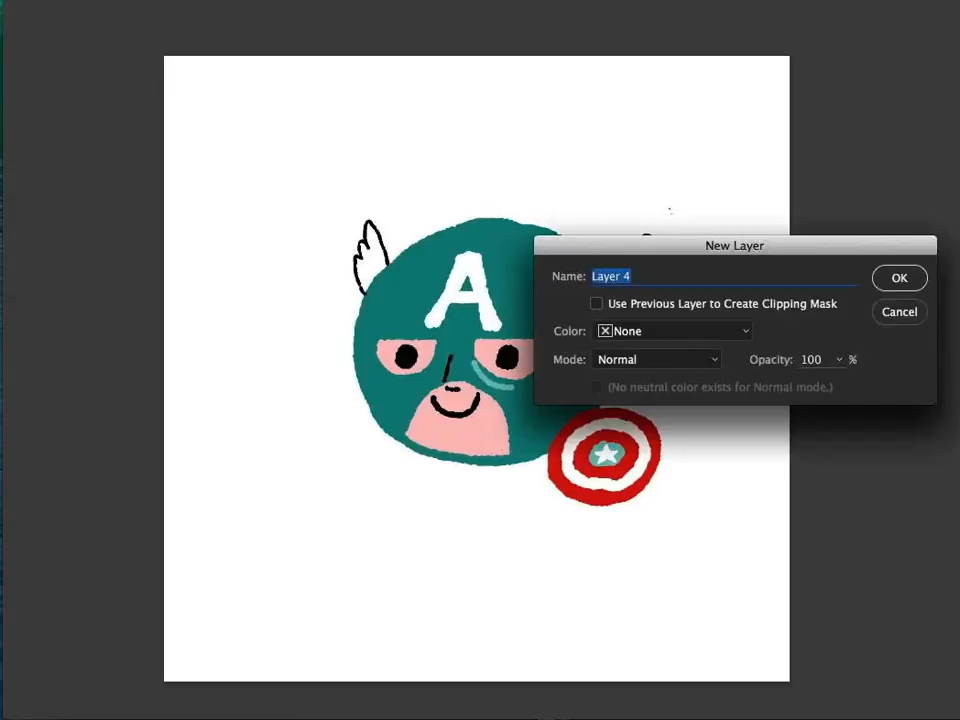 New Layer
Name: Layer 4
OK
Use Previous Layer to Create Clipping Mask
Cancel
Color: None
Mode: Normal Opacity: 100 %
(No neutral color exists for Normal mode.)
A